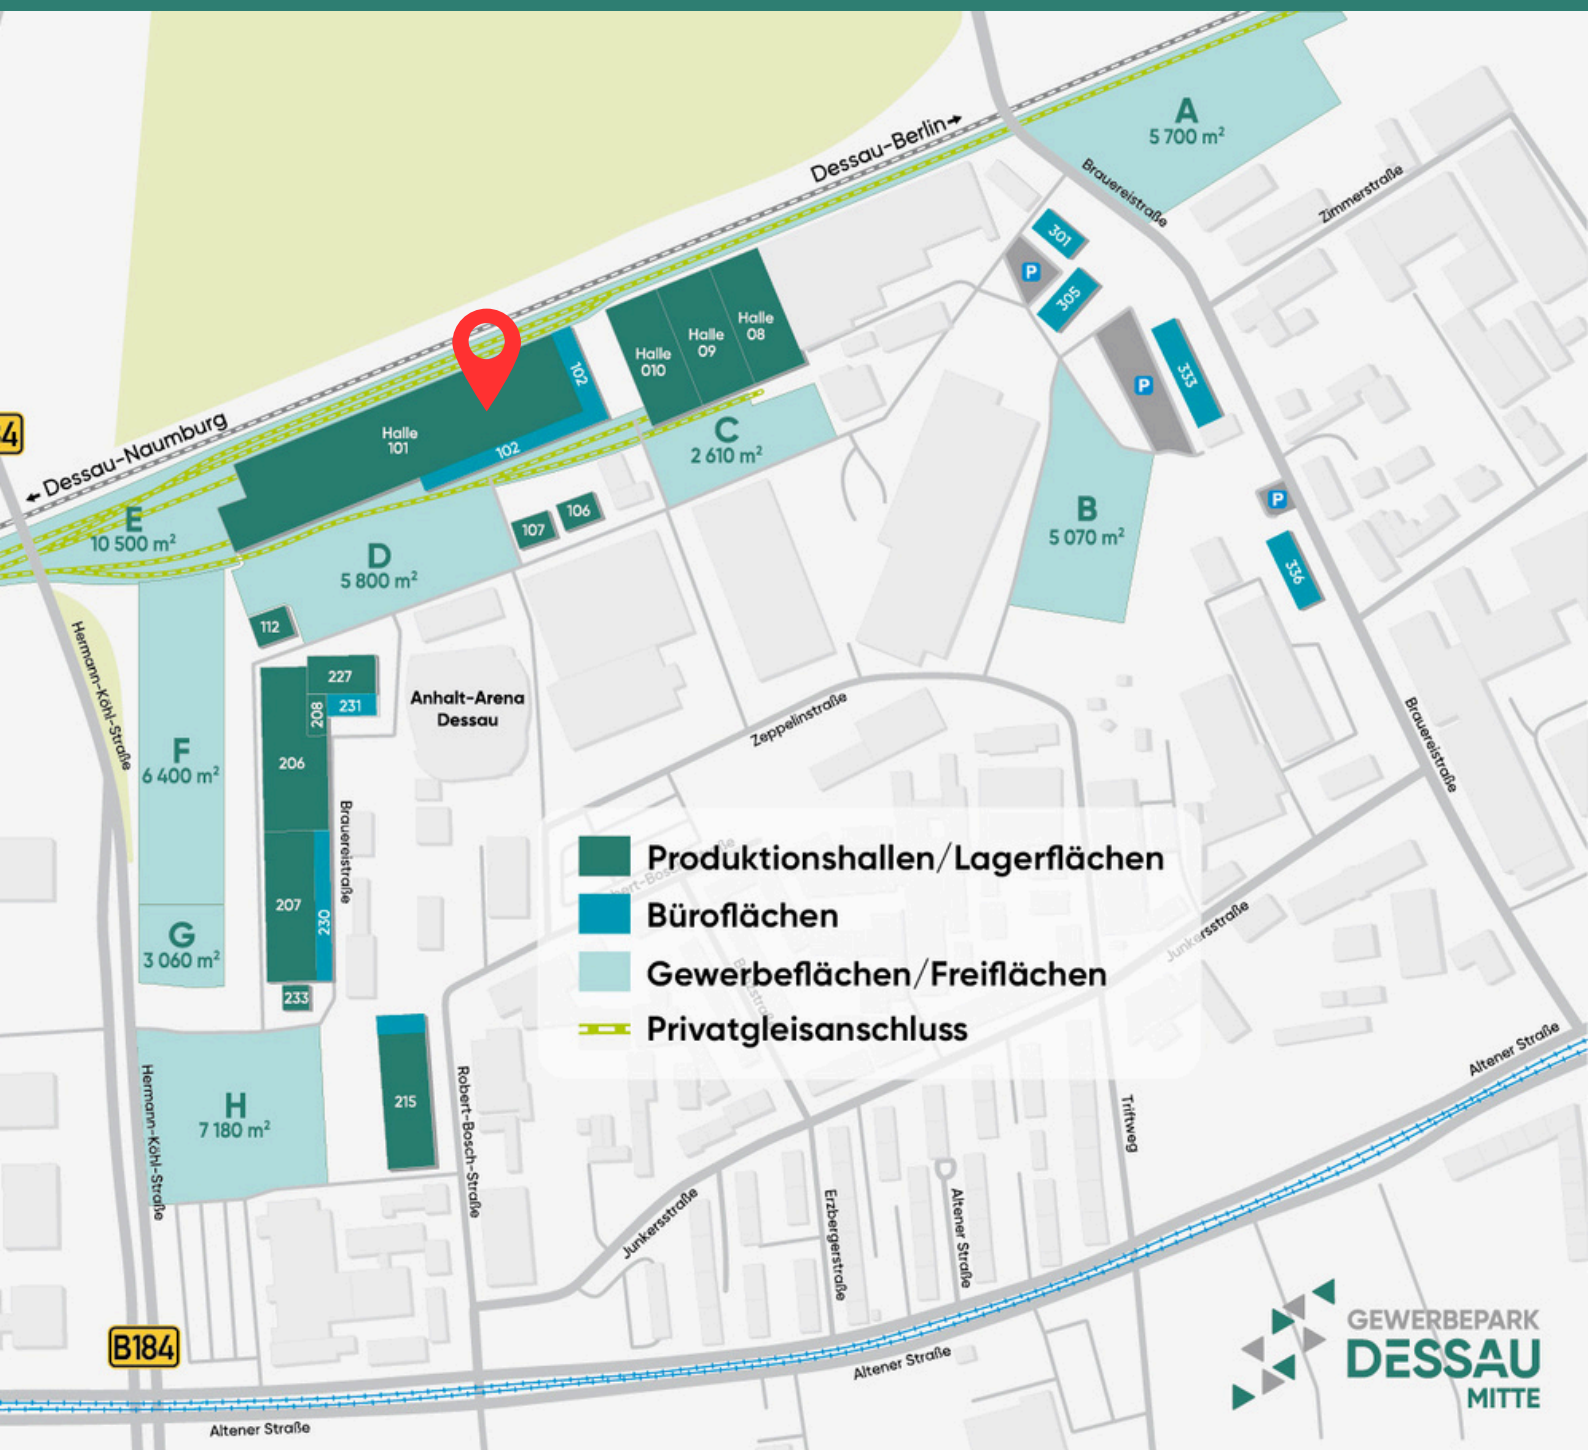 A
5 700 m²
Dessau-Berlin→
Brauereistraße
Zimmerstraße
301
P
305
Halle
08
Halle
09
Halle
010
102
P
333
←Dessau-Naumburg
Halle
101
102
C
2 610 m²
E
10 500 m²
D
5 800 m²
107
106
B
5 070 m²
P
336
112
Hermann-Köhl-Straße
227
208
231
Anhalt-Arena
Dessau
206
F
6 400 m²
Zeppelinstraße
Brauereistraße
Brauereistraße
207
230
G
3 060 m²
233
Produktionshallen/Lagerflächen
Büroflächen
Gewerbeflächen/Freiflächen
Privatgleisanschluss
Junkersstraße
H
7 180 m²
Hermann-Köhl-Straße
215
Robert-Bosch-Straße
Triftweg
Altener Straße
Junkersstraße
Erzbergerstraße
Altener Straße
B184
Altener Straße
Altener Straße
GEWERBEPARK
DESSAU
MITTE